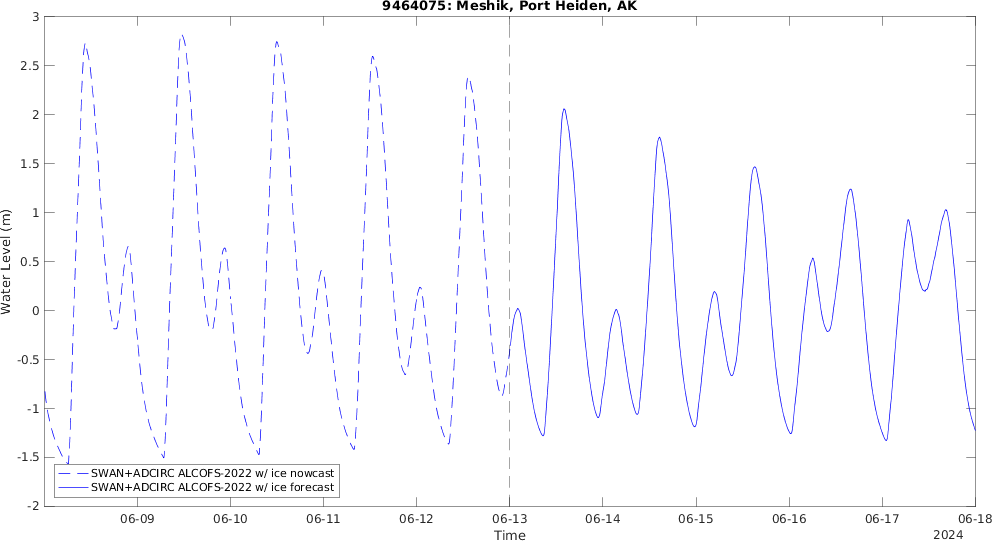 9464075: Meshik, Port Heiden, AK
3
2.5
2
1.5
1
0.5
0
-0.5
-1
-1.5
-2
Water Level (m)
SWAN+ADCIRC ALCOFS-2022 w/ ice nowcast
SWAN+ADCIRC ALCOFS-2022 w/ ice forecast
06-09 06-10 06-11 06-12 06-13 06-14 06-15 06-16 06-17 06-18
Time
2024